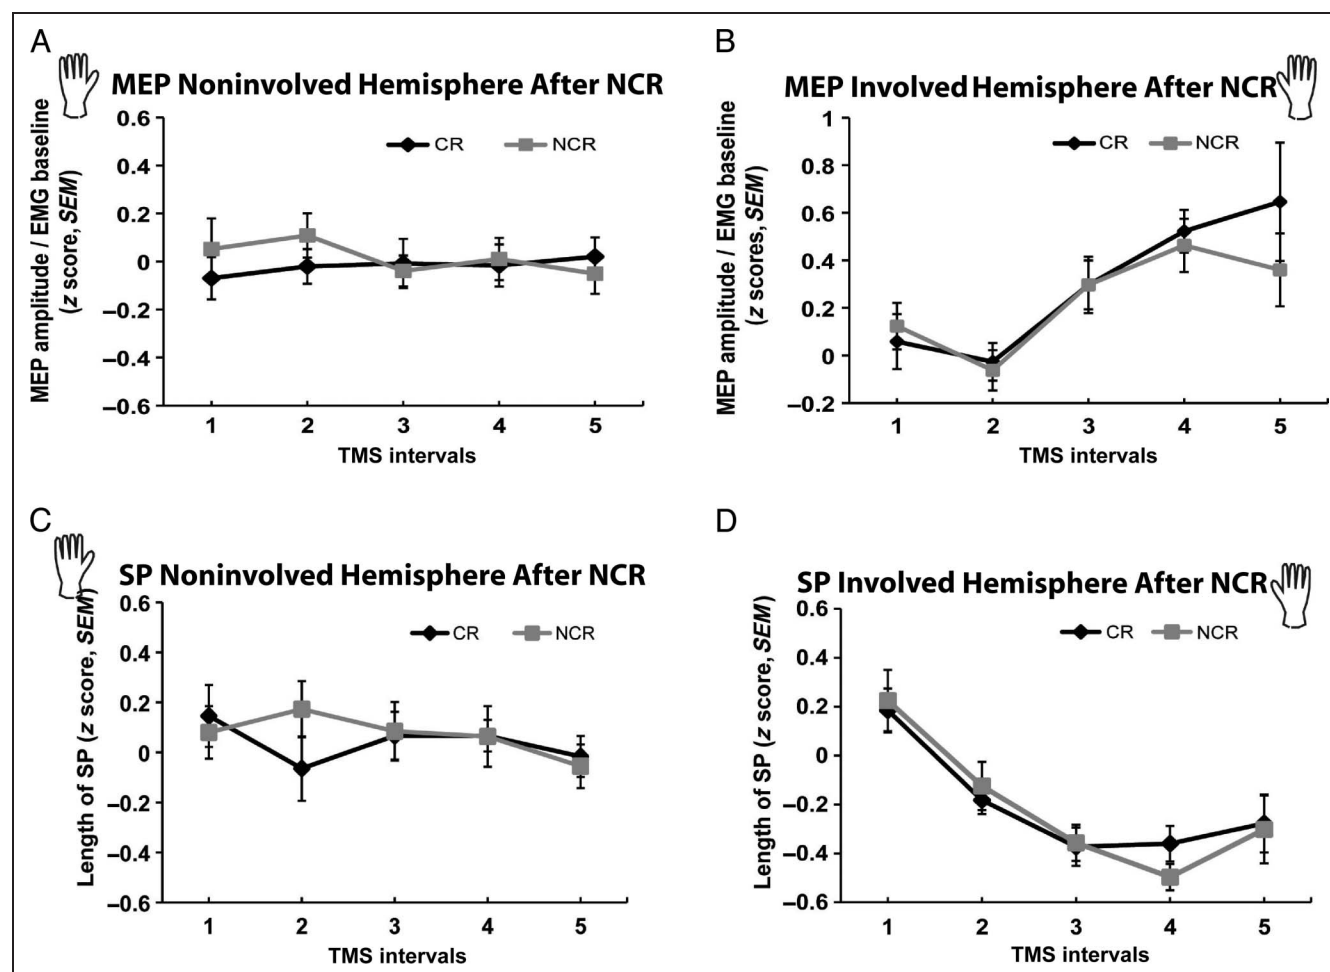 A
MEP Noninvolved Hemisphere After NCR
MEP amplitude / EMG baseline
(z score, SEM)
0.6
0.4
0.2
0
–0.2
–0.4
–0.6
CR
NCR
1 2 3 4 5
TMS intervals
B
MEP Involved Hemisphere After NCR
MEP amplitude / EMG baseline
(z scores, SEM)
1
0.8
0.6
0.4
0.2
0
–0.2
CR
NCR
1 2 3 4 5
TMS intervals
C
SP Noninvolved Hemisphere After NCR
Length of SP (z score, SEM)
0.6
0.4
0.2
0
–0.2
–0.4
–0.6
CR
NCR
1 2 3 4 5
TMS intervals
D
SP Involved Hemisphere After NCR
Length of SP (z score, SEM)
0.6
0.4
0.2
0
–0.2
–0.4
–0.6
CR
NCR
1 2 3 4 5
TMS intervals